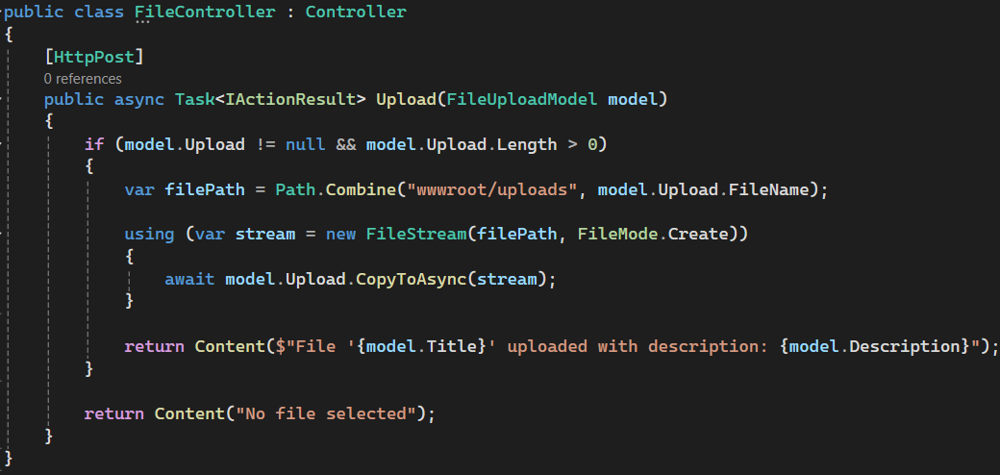 public class FileController : Controller
{
[HttpPost]
0 references
public async Task<IActionResult> Upload(FileUploadModel model)
{
if (model.Upload != null && model.Upload.Length > 0)
{
var filePath = Path.Combine("wwwroot/uploads", model.Upload.FileName);
using (var stream = new FileStream(filePath, FileMode.Create))
{
await model.Upload.CopyToAsync(stream);
}
return Content($"File '{model.Title}' uploaded with description: {model.Description}");
}
return Content("No file selected");
}
}